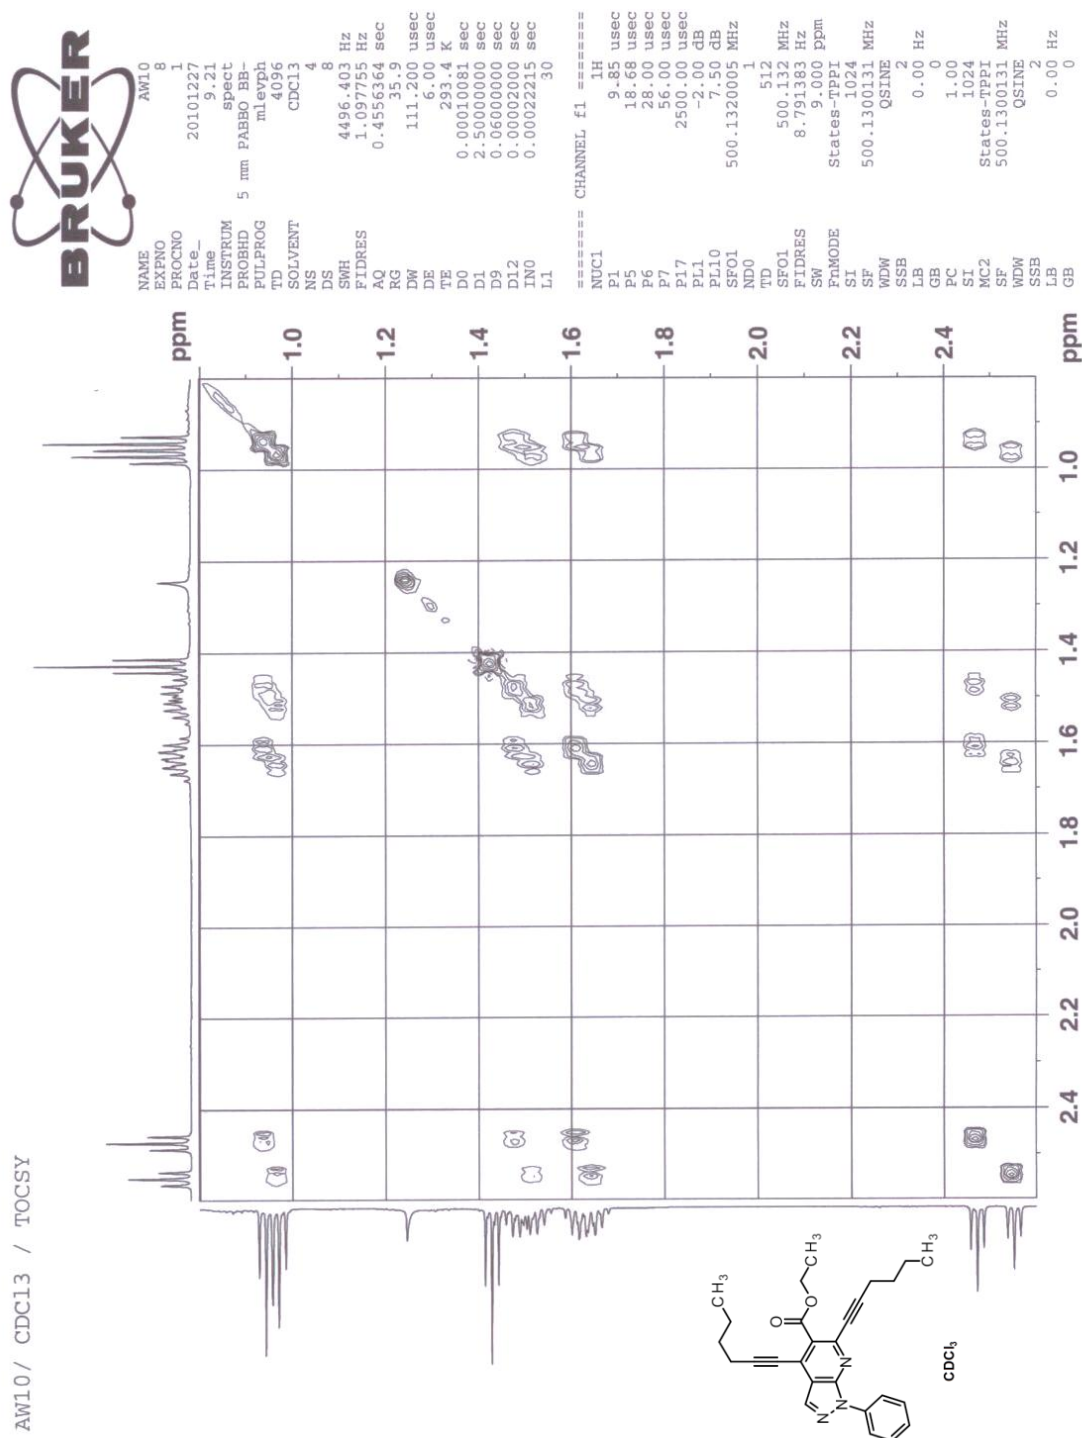 AW10/ CDCl3 / TOCSY
BRUKER
NAME AW10
EXPNO 8
PROCNO 1
Date_ 20101227
Time 9.21
INSTRUM spect
PROBHD 5 mm PABBO BB-
PULPROG mlevph
TD 4096
SOLVENT CDCl3
NS 4
DS 8
SWH 4496.403 Hz
FIDRES 1.097755 Hz
AQ 0.4556364 sec
RG 35.9
DW 111.200 usec
DE 6.00 usec
TE 293.4 K
D0 0.00010081 sec
D1 2.50000000 sec
D9 0.06000000 sec
D12 0.00002000 sec
IN0 0.00022215 sec
L1 30
======== CHANNEL f1 ========
NUC1 1H
P1 9.85 usec
P5 18.68 usec
P6 28.00 usec
P7 56.00 usec
P17 2500.00 usec
PL1 -2.00 dB
PL10 7.50 dB
SFO1 500.1320005 MHz
ND0 1
TD 512
SFO1 500.132 MHz
FIDRES 8.791383 Hz
SW 9.000 ppm
FnMODE States-TPPI
SI 1024
SF 500.1300131 MHz
WDW QSINE
SSB 2
LB 0.00 Hz
GB 0
PC 1.00
SI 1024
MC2 States-TPPI
SF 500.1300131 MHz
WDW QSINE
SSB 2
LB 0.00 Hz
GB 0
ppm
1.0
1.2
1.4
1.6
1.8
2.0
2.2
2.4
ppm
2.4
2.2
2.0
1.8
1.6
1.4
1.2
1.0
CH3
O
O
CH3
CH3
N
N
N
CDCl3